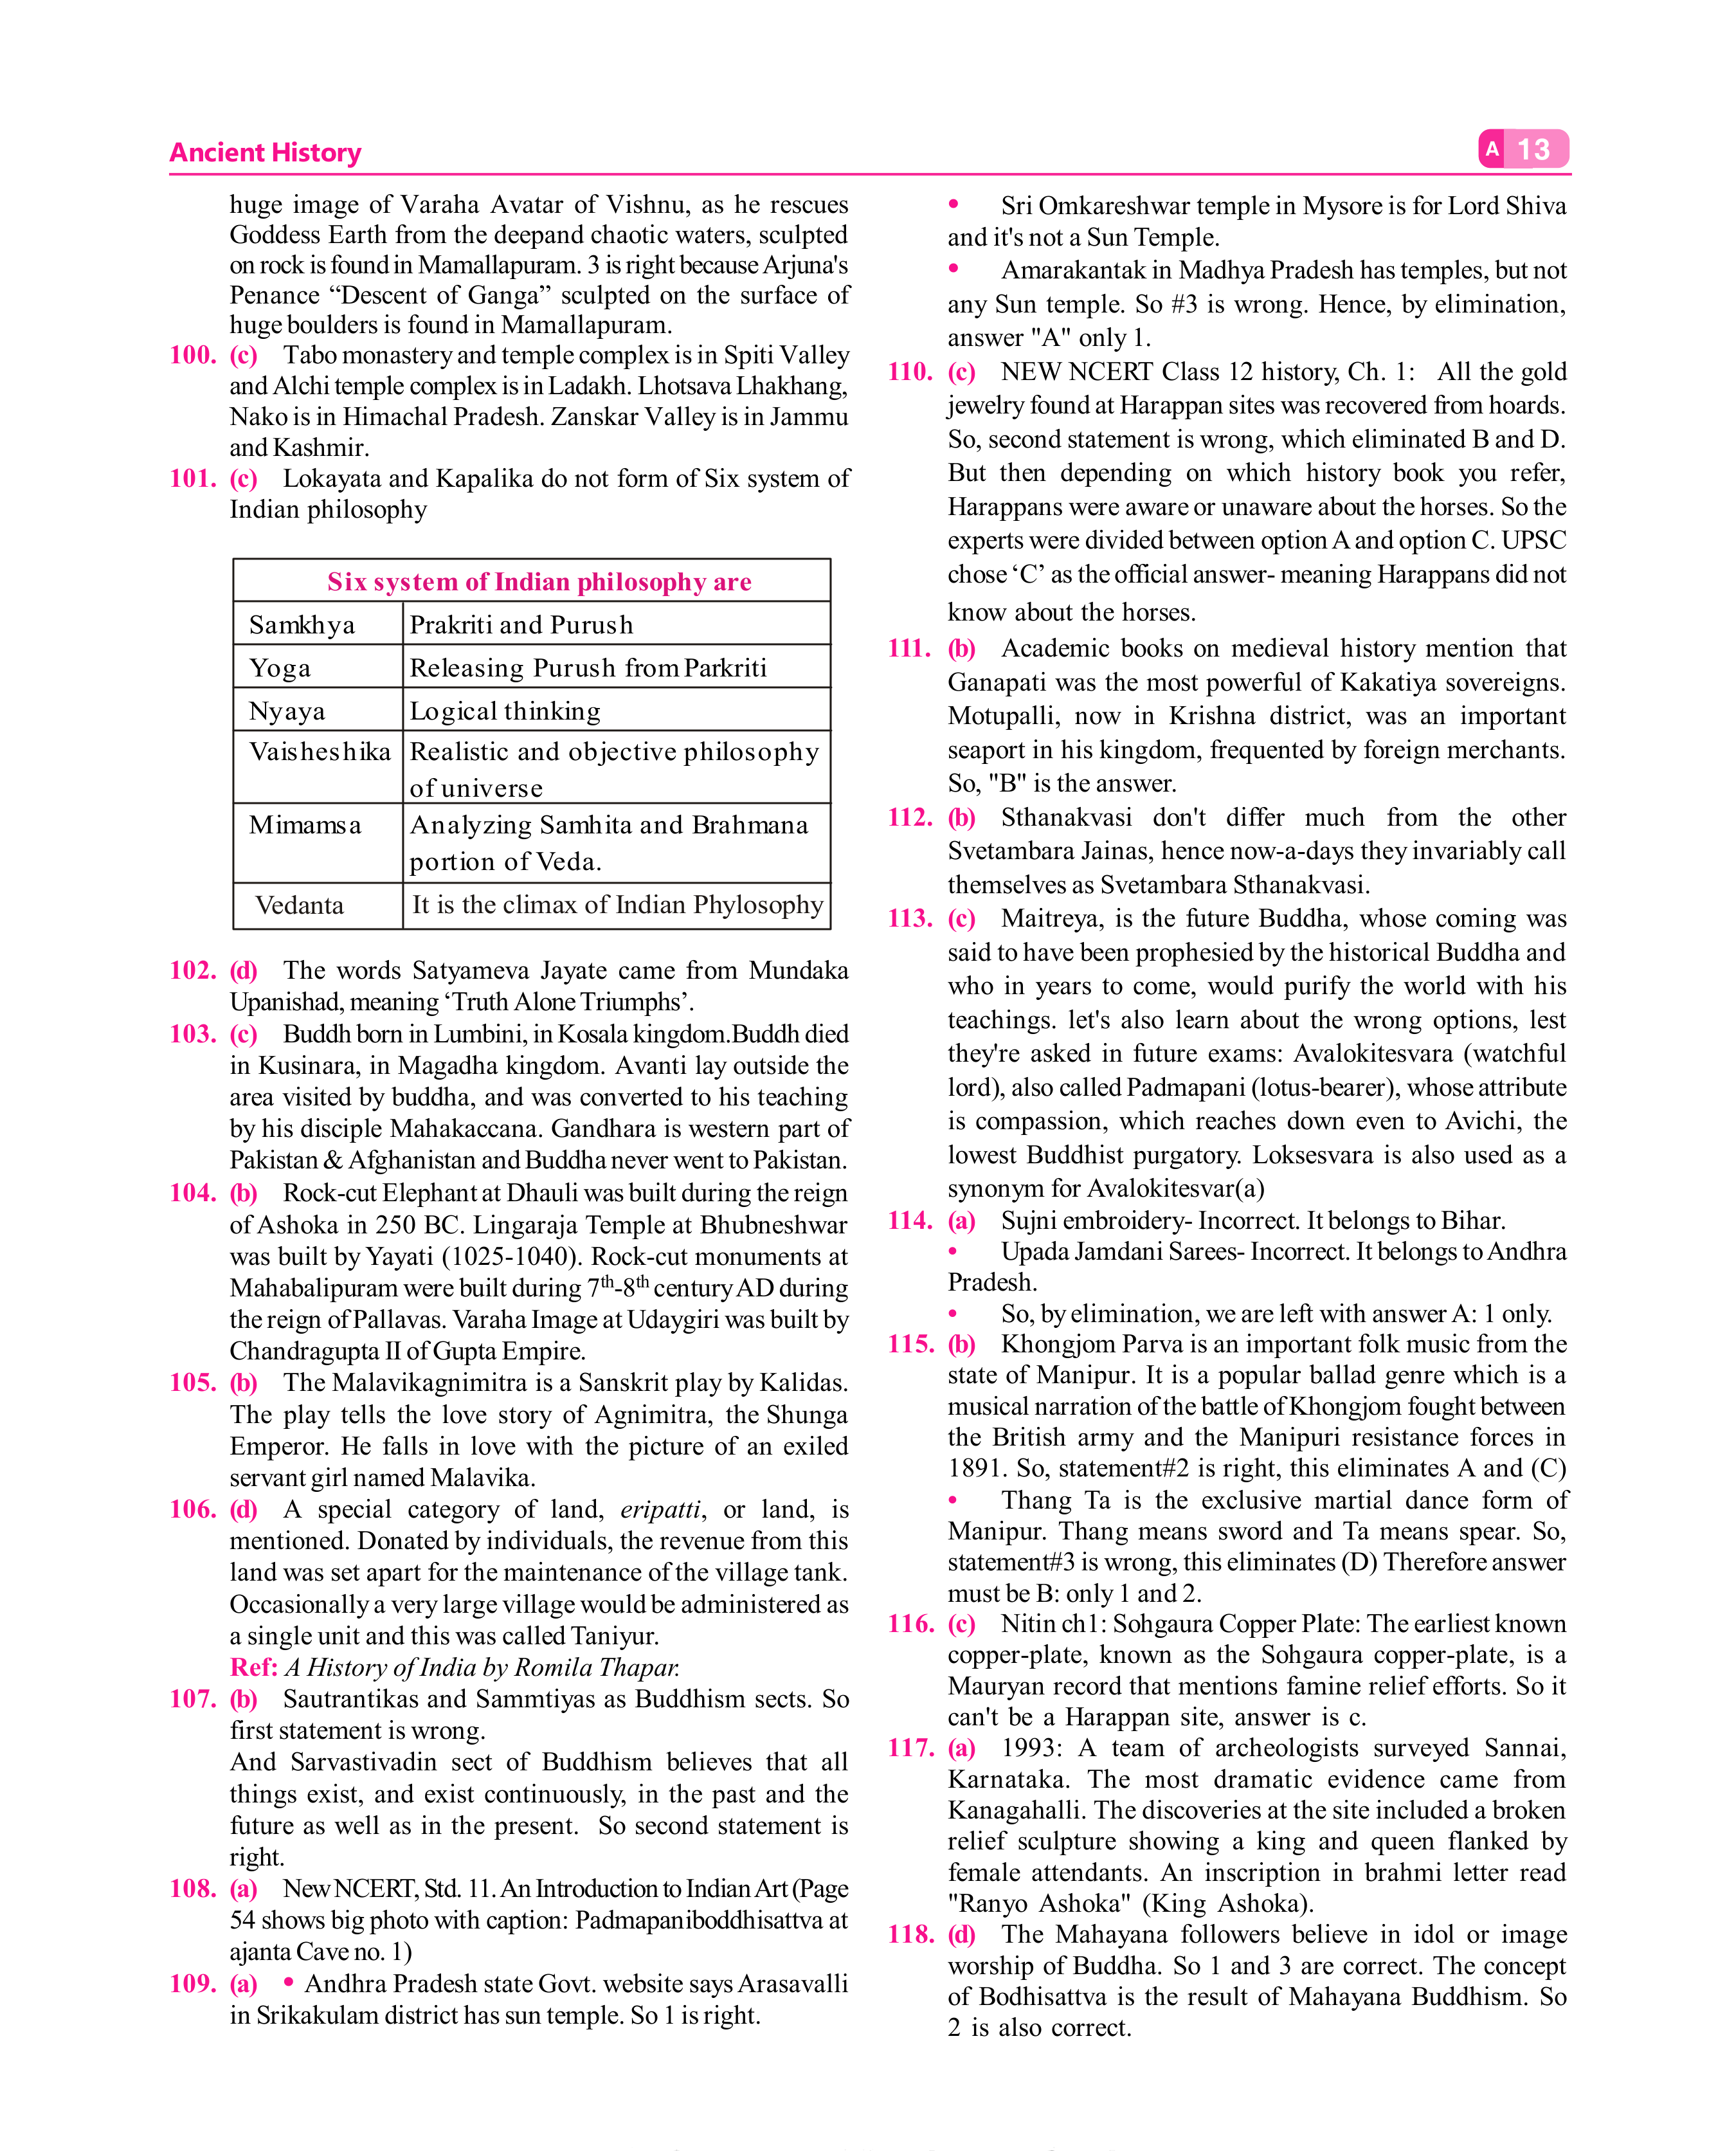 Ancient History
A 13
huge image of Varaha Avatar of Vishnu, as he rescues
Goddess Earth from the deepand chaotic waters, sculpted
on rock is found in Mamallapuram. 3 is right because Arjuna's
Penance “Descent of Ganga” sculpted on the surface of
huge boulders is found in Mamallapuram.
100. (c) Tabo monastery and temple complex is in Spiti Valley
and Alchi temple complex is in Ladakh. Lhotsava Lhakhang,
Nako is in Himachal Pradesh. Zanskar Valley is in Jammu
and Kashmir.
101. (c) Lokayata and Kapalika do not form of Six system of
Indian philosophy
Six system of Indian philosophy are
Samkhya Prakriti and Purush
Yoga Releasing Purush from Parkriti
Nyaya Logical thinking
Vaisheshika Realistic and objective philosophy
of universe
Mimamsa Analyzing Samhita and Brahmana
portion of Veda.
Vedanta It is the climax of Indian Phylosophy
102. (d) The words Satyameva Jayate came from Mundaka
Upanishad, meaning ‘Truth Alone Triumphs’.
103. (c) Buddh born in Lumbini, in Kosala kingdom.Buddh died
in Kusinara, in Magadha kingdom. Avanti lay outside the
area visited by buddha, and was converted to his teaching
by his disciple Mahakaccana. Gandhara is western part of
Pakistan & Afghanistan and Buddha never went to Pakistan.
104. (b) Rock-cut Elephant at Dhauli was built during the reign
of Ashoka in 250 BC. Lingaraja Temple at Bhubneshwar
was built by Yayati (1025-1040). Rock-cut monuments at
Mahabalipuram were built during 7th-8th century AD during
the reign of Pallavas. Varaha Image at Udaygiri was built by
Chandragupta II of Gupta Empire.
105. (b) The Malavikagnimitra is a Sanskrit play by Kalidas.
The play tells the love story of Agnimitra, the Shunga
Emperor. He falls in love with the picture of an exiled
servant girl named Malavika.
106. (d) A special category of land, eripatti, or land, is
mentioned. Donated by individuals, the revenue from this
land was set apart for the maintenance of the village tank.
Occasionally a very large village would be administered as
a single unit and this was called Taniyur.
Ref: A History of India by Romila Thapar.
107. (b) Sautrantikas and Sammtiyas as Buddhism sects. So
first statement is wrong.
And Sarvastivadin sect of Buddhism believes that all
things exist, and exist continuously, in the past and the
future as well as in the present. So second statement is
right.
108. (a) New NCERT, Std. 11. An Introduction to Indian Art (Page
54 shows big photo with caption: Padmapaniboddhisattva at
ajanta Cave no. 1)
109. (a) • Andhra Pradesh state Govt. website says Arasavalli
in Srikakulam district has sun temple. So 1 is right.
• Sri Omkareshwar temple in Mysore is for Lord Shiva
and it's not a Sun Temple.
• Amarakantak in Madhya Pradesh has temples, but not
any Sun temple. So #3 is wrong. Hence, by elimination,
answer "A" only 1.
110. (c) NEW NCERT Class 12 history, Ch. 1: All the gold
jewelry found at Harappan sites was recovered from hoards.
So, second statement is wrong, which eliminated B and D.
But then depending on which history book you refer,
Harappans were aware or unaware about the horses. So the
experts were divided between option A and option C. UPSC
chose ‘C’ as the official answer- meaning Harappans did not
know about the horses.
111. (b) Academic books on medieval history mention that
Ganapati was the most powerful of Kakatiya sovereigns.
Motupalli, now in Krishna district, was an important
seaport in his kingdom, frequented by foreign merchants.
So, "B" is the answer.
112. (b) Sthanakvasi don't differ much from the other
Svetambara Jainas, hence now-a-days they invariably call
themselves as Svetambara Sthanakvasi.
113. (c) Maitreya, is the future Buddha, whose coming was
said to have been prophesied by the historical Buddha and
who in years to come, would purify the world with his
teachings. let's also learn about the wrong options, lest
they're asked in future exams: Avalokitesvara (watchful
lord), also called Padmapani (lotus-bearer), whose attribute
is compassion, which reaches down even to Avichi, the
lowest Buddhist purgatory. Loksesvara is also used as a
synonym for Avalokitesvar(a)
114. (a) Sujni embroidery- Incorrect. It belongs to Bihar.
• Upada Jamdani Sarees- Incorrect. It belongs to Andhra
Pradesh.
• So, by elimination, we are left with answer A: 1 only.
115. (b) Khongjom Parva is an important folk music from the
state of Manipur. It is a popular ballad genre which is a
musical narration of the battle of Khongjom fought between
the British army and the Manipuri resistance forces in
1891. So, statement#2 is right, this eliminates A and (C)
• Thang Ta is the exclusive martial dance form of
Manipur. Thang means sword and Ta means spear. So,
statement#3 is wrong, this eliminates (D) Therefore answer
must be B: only 1 and 2.
116. (c) Nitin ch1: Sohgaura Copper Plate: The earliest known
copper-plate, known as the Sohgaura copper-plate, is a
Mauryan record that mentions famine relief efforts. So it
can't be a Harappan site, answer is c.
117. (a) 1993: A team of archeologists surveyed Sannai,
Karnataka. The most dramatic evidence came from
Kanagahalli. The discoveries at the site included a broken
relief sculpture showing a king and queen flanked by
female attendants. An inscription in brahmi letter read
"Ranyo Ashoka" (King Ashoka).
118. (d) The Mahayana followers believe in idol or image
worship of Buddha. So 1 and 3 are correct. The concept
of Bodhisattva is the result of Mahayana Buddhism. So
2 is also correct.